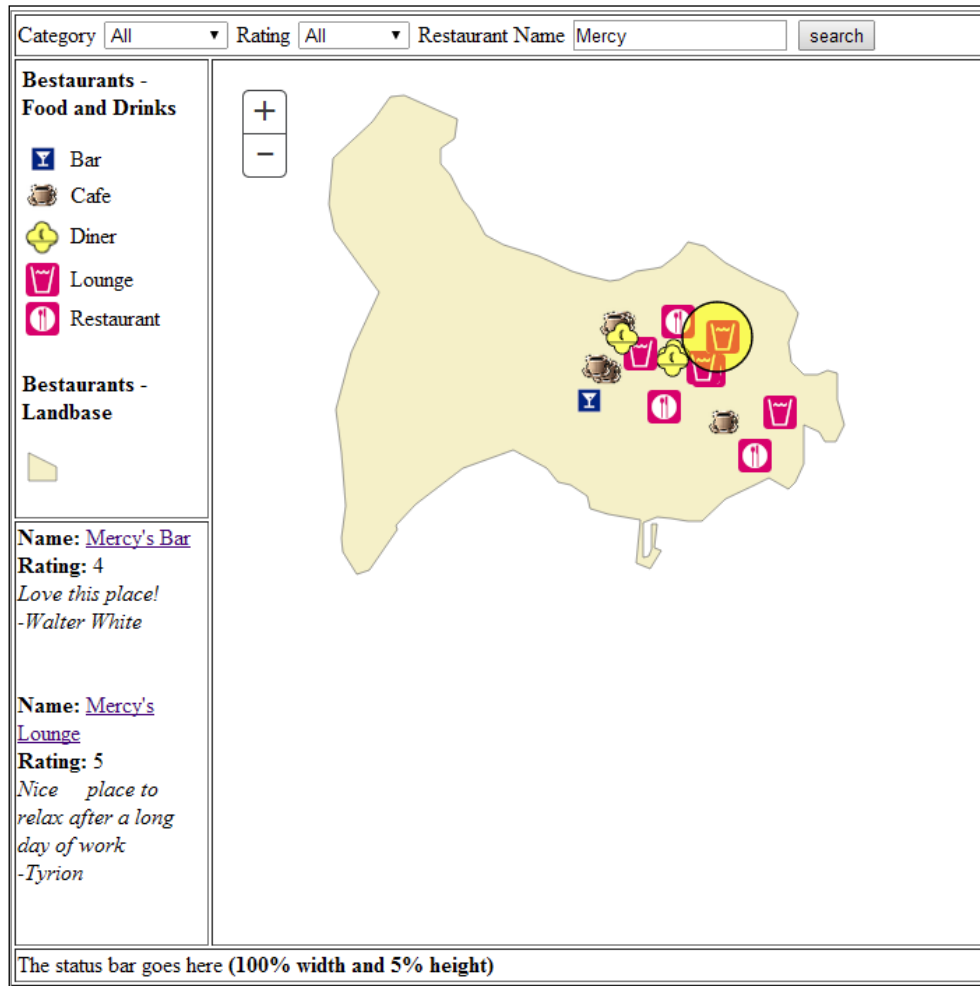 Category All ▼ Rating All ▼ Restaurant Name Mercy search
Bestaurants -
Food and Drinks
Bar
Cafe
Diner
Lounge
Restaurant
Bestaurants -
Landbase
+
−
Name: Mercy's Bar
Rating: 4
Love this place!
-Walter White
Name: Mercy's
Lounge
Rating: 5
Nice place to
relax after a long
day of work
-Tyrion
The status bar goes here (100% width and 5% height)